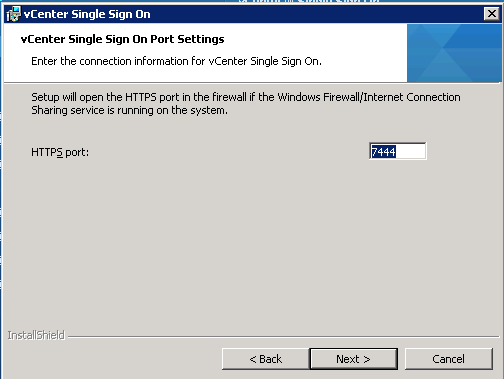 vCenter Single Sign On
vCenter Single Sign On Port Settings
Enter the connection information for vCenter Single Sign On.
Setup will open the HTTPS port in the firewall if the Windows Firewall/Internet Connection
Sharing service is running on the system.
HTTPS port:
7444
InstallShield
< Back
Next >
Cancel